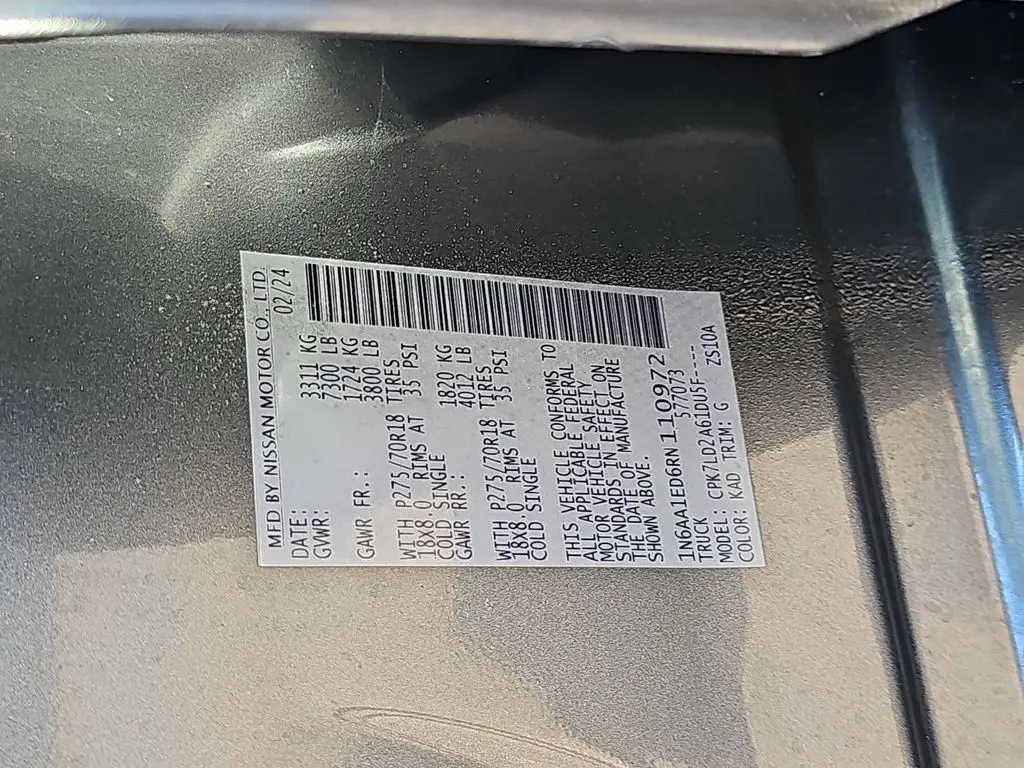 MFD BY NISSAN MOTOR CO., LTD.
DATE: 02/24
GVWR: 3311 KG
7300 LB
GAWR FR.: 1724 KG
3800 LB
WITH P275/70R18 TIRES
18X8.0 RIMS AT 35 PSI
COLD SINGLE
GAWR RR.: 1820 KG
4012 LB
WITH P275/70R18 TIRES
18X8.0 RIMS AT 35 PSI
COLD SINGLE
THIS VEHICLE CONFORMS TO
ALL APPLICABLE FEDERAL
MOTOR VEHICLE SAFETY
STANDARDS IN EFFECT ON
THE DATE OF MANUFACTURE
SHOWN ABOVE.
1N6AA1ED6RN110972
TRUCK 577073
MODEL: CPK7LD2A61DU5F----
COLOR: KAD TRIM: G ZS10A